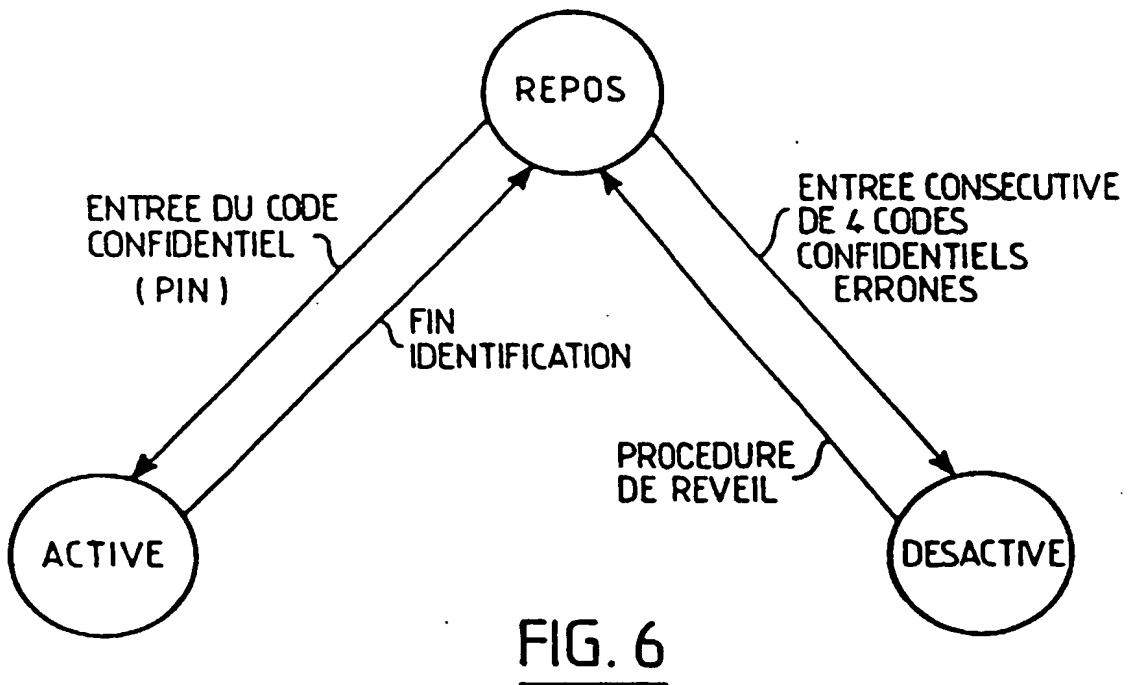 REPOS
ENTREE DU CODE
CONFIDENTIEL
( PIN )
ENTREE CONSECUTIVE
DE 4 CODES
CONFIDENTIELS
ERRONES
FIN
IDENTIFICATION
PROCEDURE
DE REVEIL
ACTIVE
DESACTIVE
FIG. 6